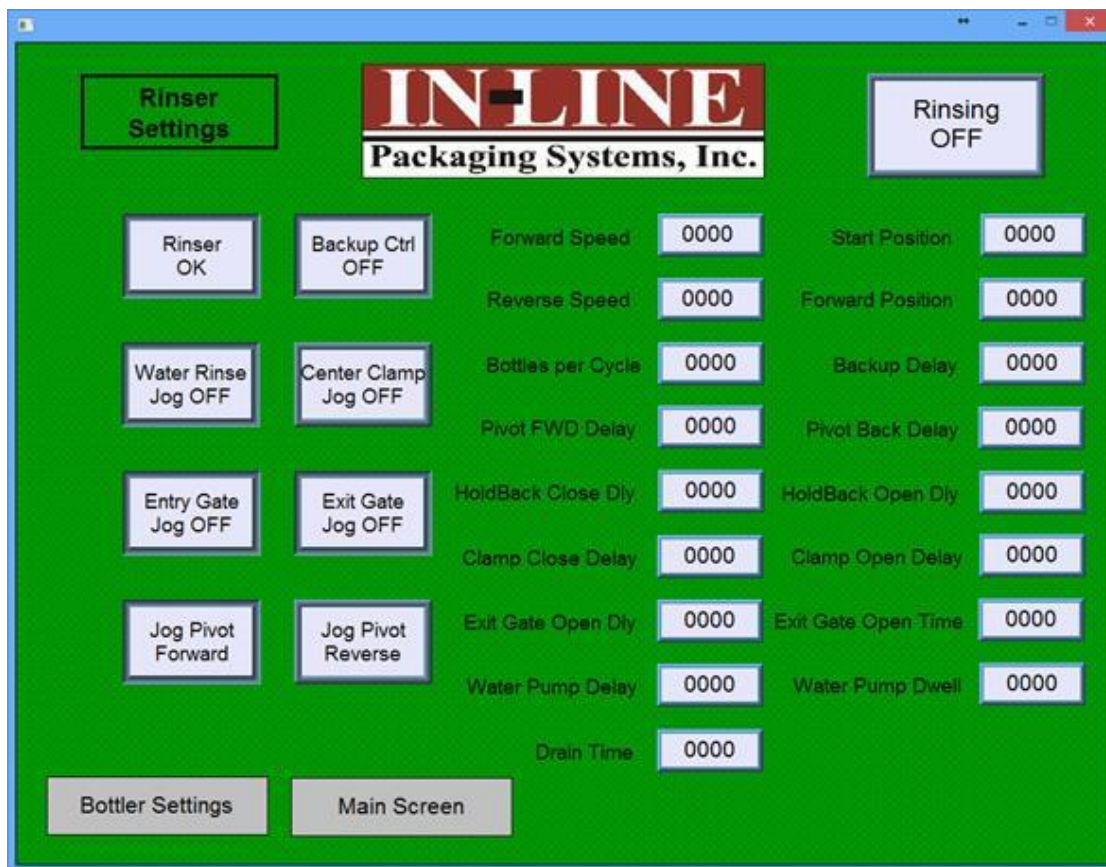 Rinser
Settings
IN-LINE
Packaging Systems, Inc.
Rinsing
OFF
Rinser
OK
Backup Ctrl
OFF
Forward Speed 0000
Start Position 0000
Reverse Speed 0000
Forward Position 0000
Water Rinse
Jog OFF
Center Clamp
Jog OFF
Bottles per Cycle 0000
Backup Delay 0000
Pivot FWD Delay 0000
Pivot Back Delay 0000
Entry Gate
Jog OFF
Exit Gate
Jog OFF
HoldBack Close Dly 0000
HoldBack Open Dly 0000
Clamp Close Delay 0000
Clamp Open Delay 0000
Jog Pivot
Forward
Jog Pivot
Reverse
Exit Gate Open Dly 0000
Exit Gate Open Time 0000
Water Pump Delay 0000
Water Pump Dwell 0000
Drain Time 0000
Bottler Settings
Main Screen